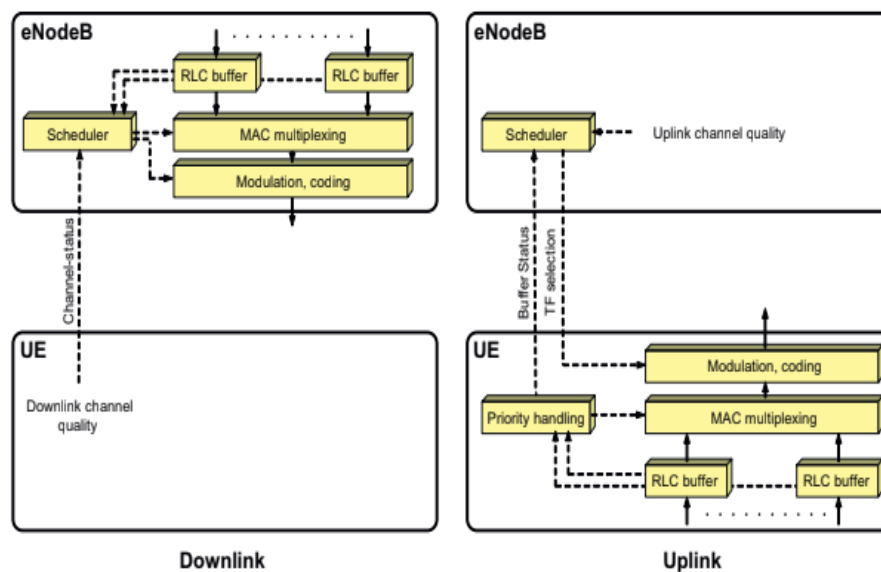 eNodeB
RLC buffer
RLC buffer
Scheduler
MAC multiplexing
Modulation, coding
Channel-status
UE
Downlink channel
quality
Downlink
eNodeB
Scheduler
Uplink channel quality
Buffer Status
TF selection
UE
Modulation, coding
Priority handling
MAC multiplexing
RLC buffer
RLC buffer
Uplink